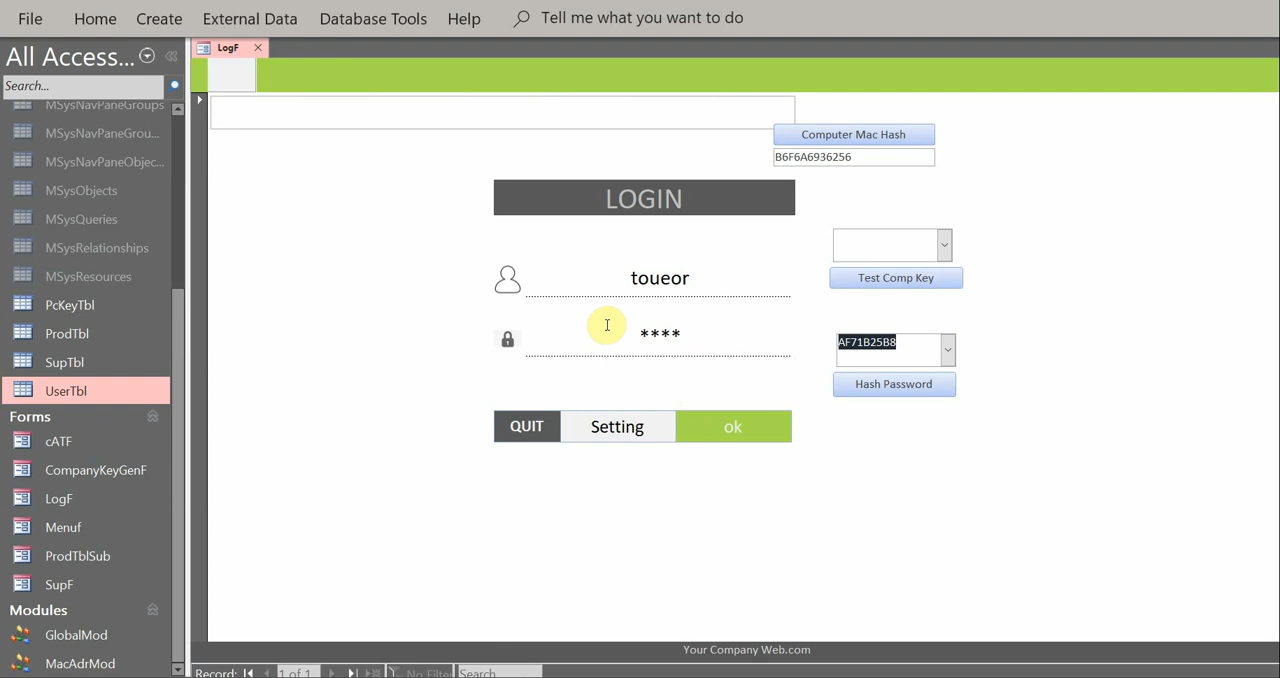 File Home Create External Data Database Tools Help Tell me what you want to do
All Access...
Search...
MSysNavPaneGroups
MSysNavPaneGrou...
MSysNavPaneObjec...
MSysObjects
MSysQueries
MSysRelationships
MSysResources
PcKeyTbl
ProdTbl
SupTbl
UserTbl
Forms
cATF
CompanyKeyGenF
LogF
Menuf
ProdTblSub
SupF
Modules
GlobalMod
MacAdrMod
LogF
Computer Mac Hash
B6F6A6936256
LOGIN
toueor
Test Comp Key
****
AF71B25B8
Hash Password
QUIT Setting ok
Your Company Web.com
Record: 1 of 1 No Filter Search